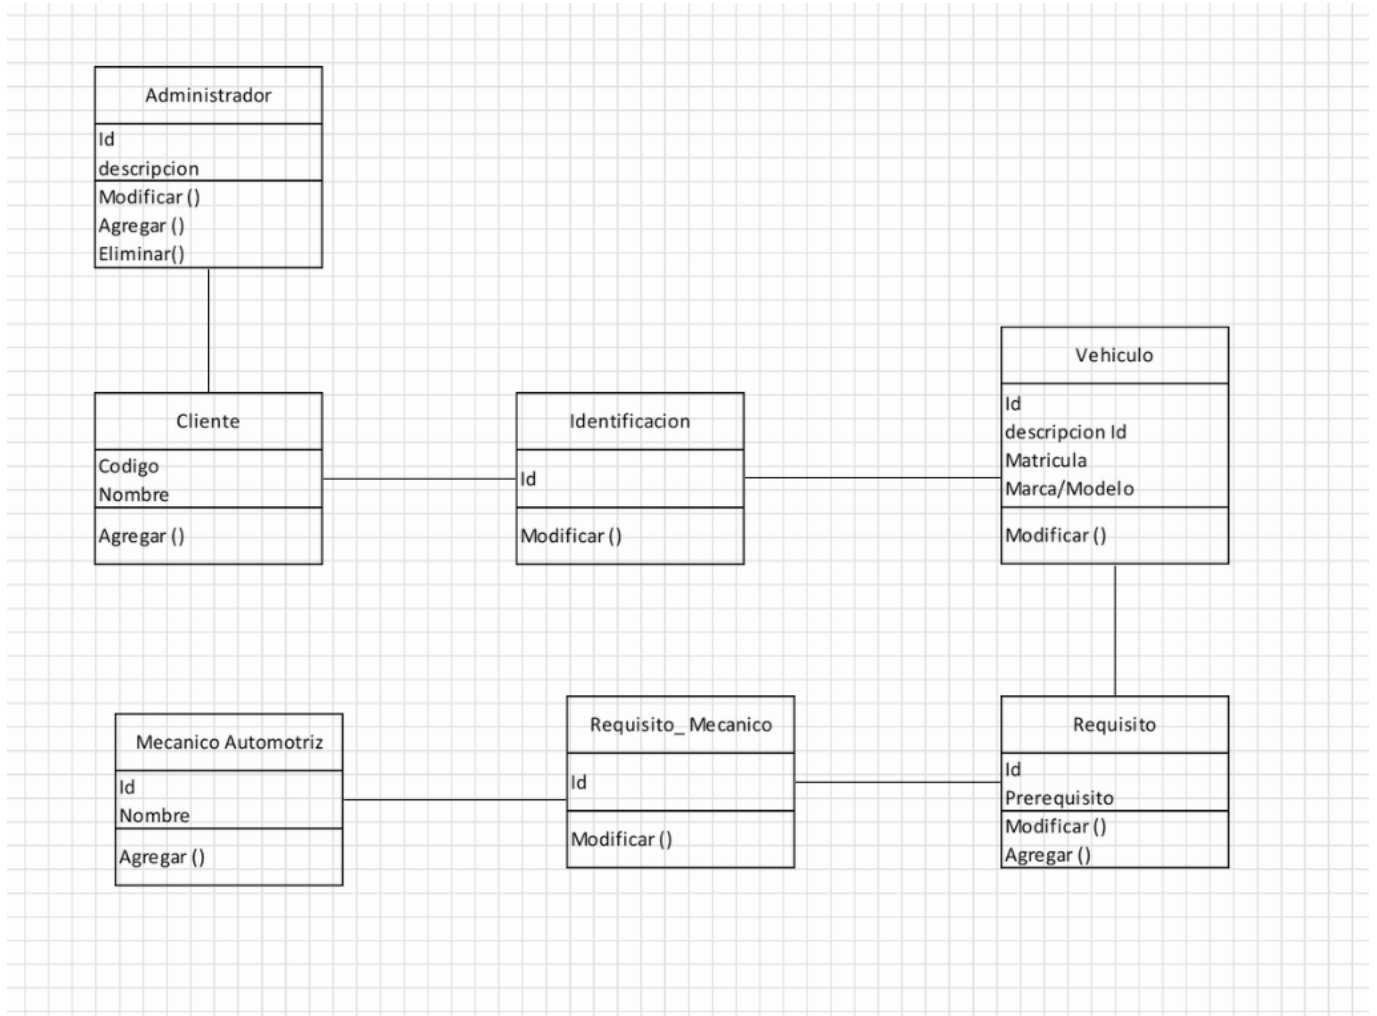 Administrador
Id
descripcion
Modificar ()
Agregar ()
Eliminar()
Cliente
Codigo
Nombre
Agregar ()
Identificacion
Id
Modificar ()
Vehiculo
Id
descripcion Id
Matricula
Marca/Modelo
Modificar ()
Mecanico Automotriz
Id
Nombre
Agregar ()
Requisito_ Mecanico
Id
Modificar ()
Requisito
Id
Prerequisito
Modificar ()
Agregar ()